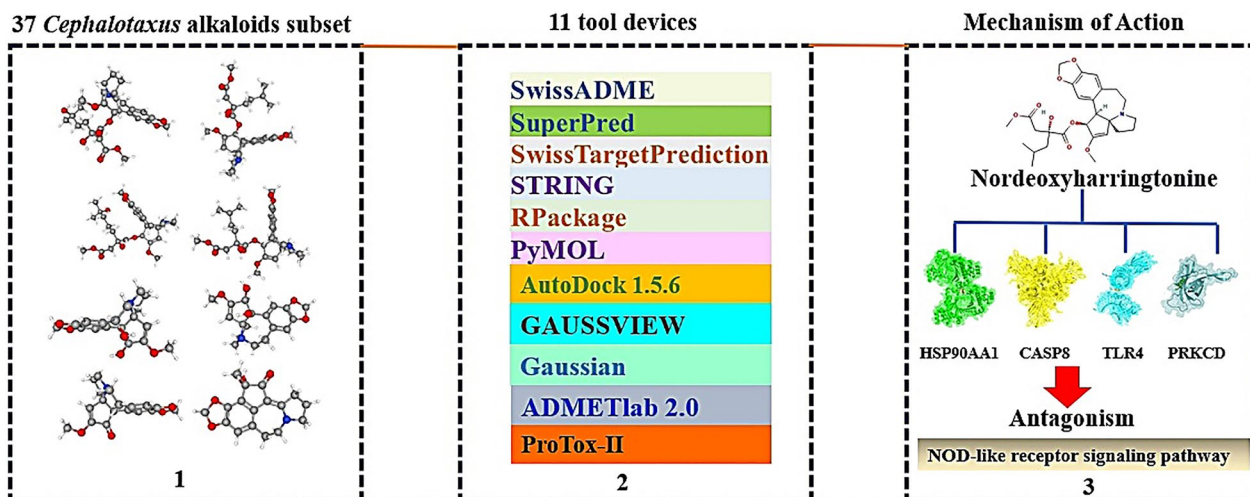 37 Cephalotaxus alkaloids subset
1
11 tool devices
SwissADME
SuperPred
SwissTargetPrediction
STRING
RPackage
PyMOL
AutoDock 1.5.6
GAUSSVIEW
Gaussian
ADMETlab 2.0
ProTox-II
2
Mechanism of Action
O
O
N
H
O
O
OH
O
O
O
O
Nordeoxyharringtonine
HSP90AA1 CASP8 TLR4 PRKCD
Antagonism
NOD-like receptor signaling pathway
3